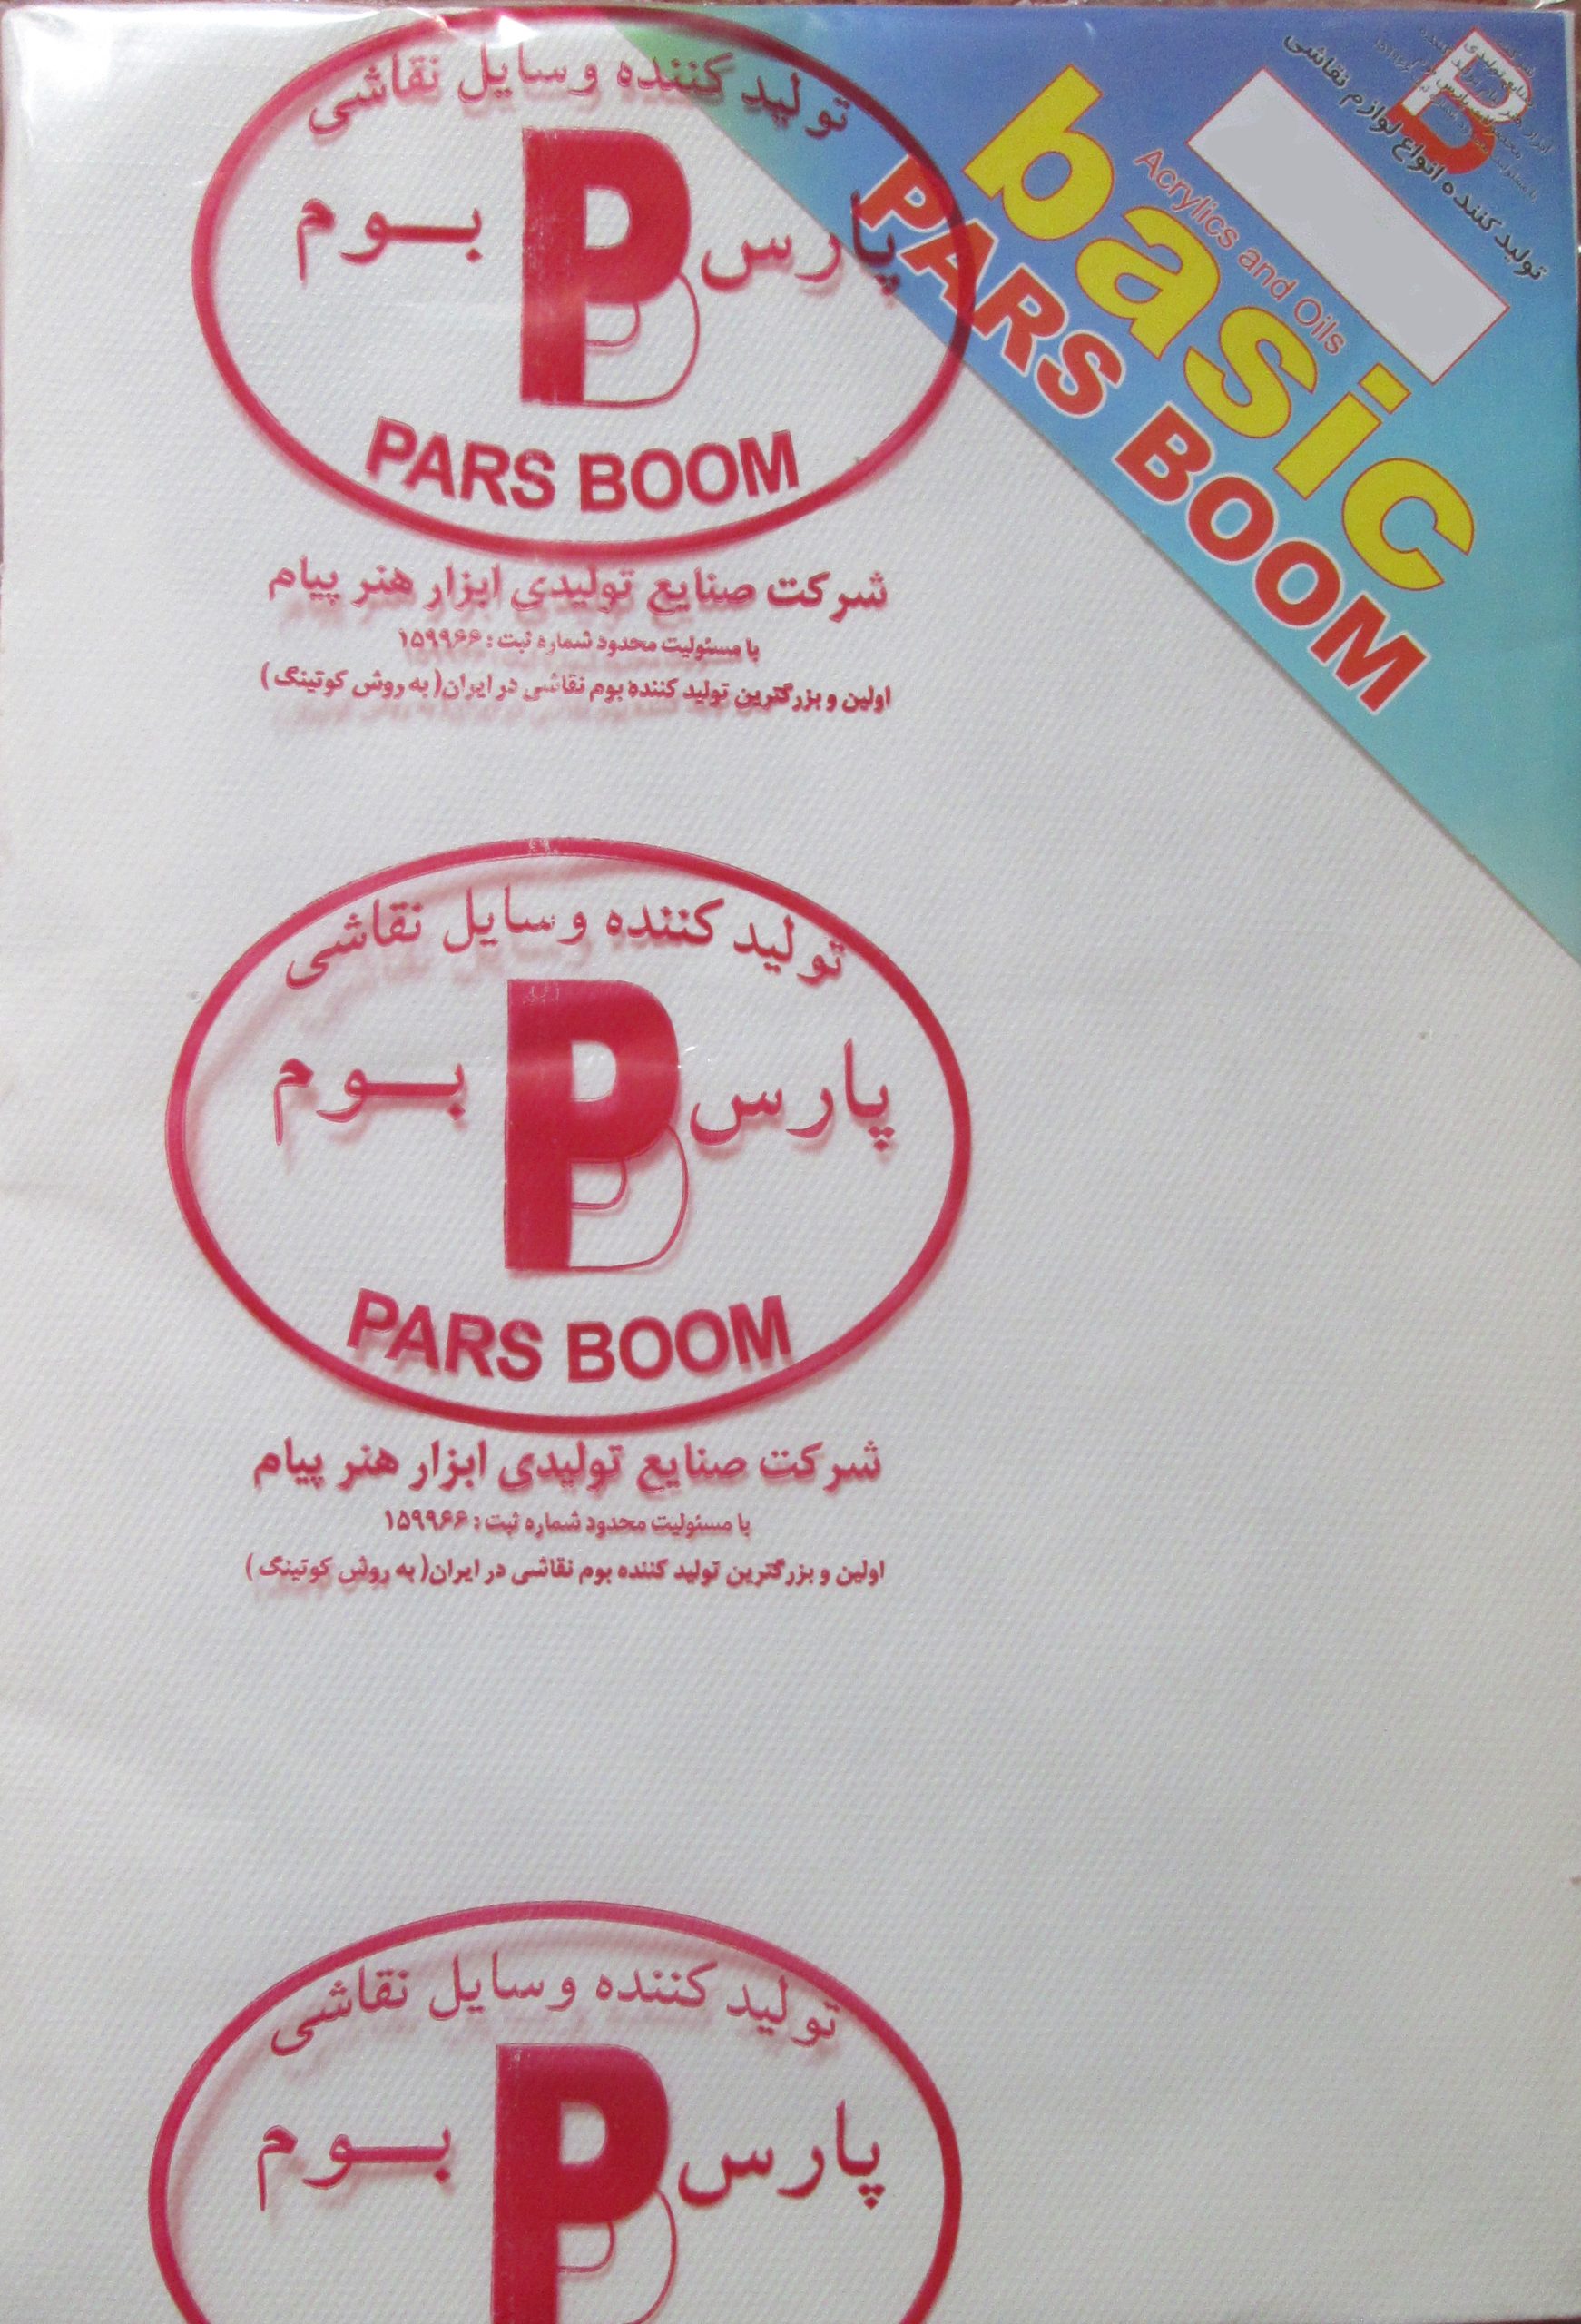 تولید کننده وسایل نقاشی
پارس بوم
PARS BOOM
شرکت صنایع تولیدی ابزار هنر پیام
با مسئولیت محدود شماره ثبت : ۱۵۹۹۶۶
اولین و بزرگترین تولید کننده بوم نقاشی در ایران( به روش کوتینگ )
تولید کننده انواع لوازم نقاشی
Acrylics and Oils
basic
PARS BOOM
تولید کننده وسایل نقاشی
پارس بوم
PARS BOOM
شرکت صنایع تولیدی ابزار هنر پیام
با مسئولیت محدود شماره ثبت : ۱۵۹۹۶۶
اولین و بزرگترین تولید کننده بوم نقاشی در ایران( به روش کوتینگ )
تولید کننده وسایل نقاشی
پارس بوم